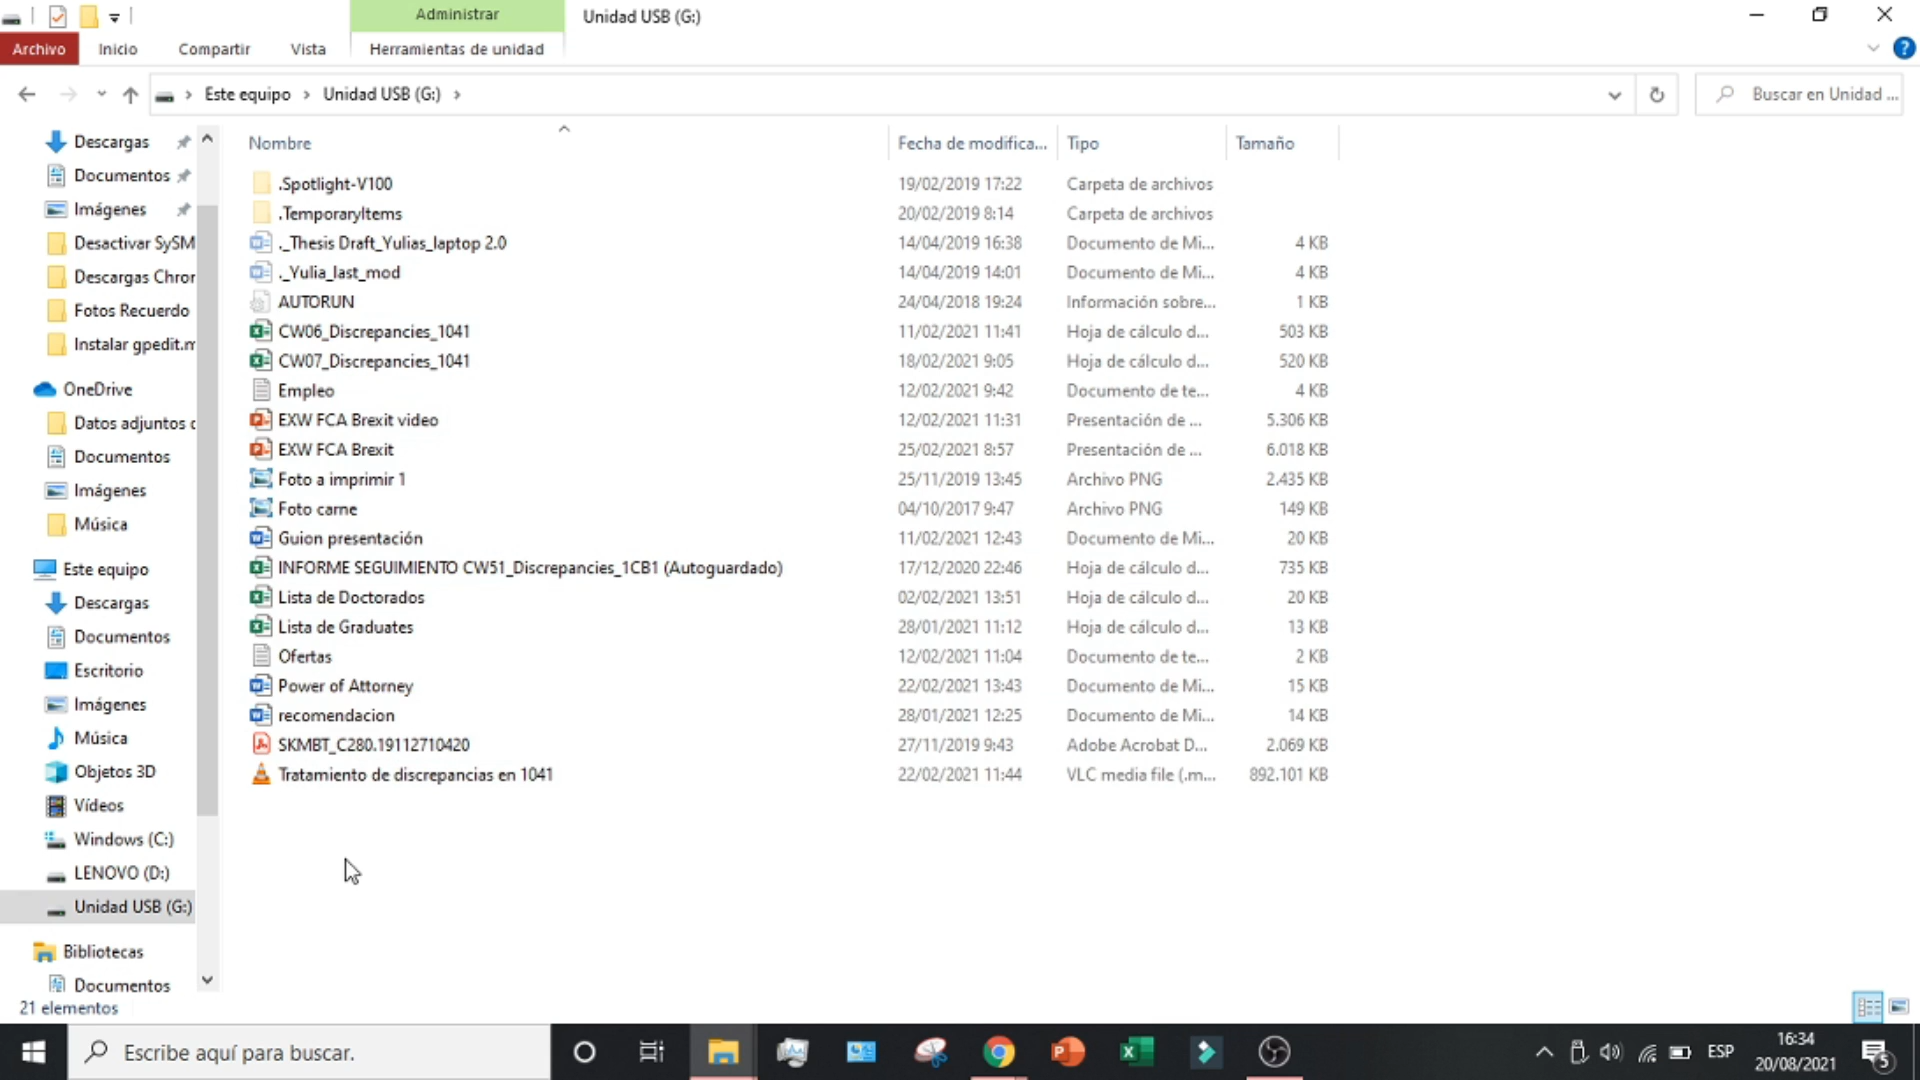 Administrar
Unidad USB (G:)
Archivo
Inicio
Compartir
Vista
Herramientas de unidad
Este equipo
Unidad USB (G:)
Buscar en Unidad ...
Descargas
Documentos
Imágenes
Desactivar SySM
Descargas Chror
Fotos Recuerdo
Instalar gpedit.m
OneDrive
Datos adjuntos c
Documentos
Imágenes
Música
Este equipo
Descargas
Documentos
Escritorio
Imágenes
Música
Objetos 3D
Vídeos
Windows (C:)
LENOVO (D:)
Unidad USB (G:)
Bibliotecas
Documentos
Nombre Fecha de modifica... Tipo Tamaño
.Spotlight-V100 19/02/2019 17:22 Carpeta de archivos
.TemporaryItems 20/02/2019 8:14 Carpeta de archivos
._Thesis Draft_Yulias_laptop 2.0 14/04/2019 16:38 Documento de Mi... 4 KB
._Yulia_last_mod 14/04/2019 14:01 Documento de Mi... 4 KB
AUTORUN 24/04/2018 19:24 Información sobre... 1 KB
CW06_Discrepancies_1041 11/02/2021 11:41 Hoja de cálculo d... 503 KB
CW07_Discrepancies_1041 18/02/2021 9:05 Hoja de cálculo d... 520 KB
Empleo 12/02/2021 9:42 Documento de te... 4 KB
EXW FCA Brexit video 12/02/2021 11:31 Presentación de ... 5.306 KB
EXW FCA Brexit 25/02/2021 8:57 Presentación de ... 6.018 KB
Foto a imprimir 1 25/11/2019 13:45 Archivo PNG 2.435 KB
Foto carne 04/10/2017 9:47 Archivo PNG 149 KB
Guion presentación 11/02/2021 12:43 Documento de Mi... 20 KB
INFORME SEGUIMIENTO CW51_Discrepancies_1CB1 (Autoguardado) 17/12/2020 22:46 Hoja de cálculo d... 735 KB
Lista de Doctorados 02/02/2021 13:51 Hoja de cálculo d... 20 KB
Lista de Graduates 28/01/2021 11:12 Hoja de cálculo d... 13 KB
Ofertas 12/02/2021 11:04 Documento de te... 2 KB
Power of Attorney 22/02/2021 13:43 Documento de Mi... 15 KB
recomendacion 28/01/2021 12:25 Documento de Mi... 14 KB
SKMBT_C280.19112710420 27/11/2019 9:43 Adobe Acrobat D... 2.069 KB
Tratamiento de discrepancias en 1041 22/02/2021 11:44 VLC media file (.m... 892.101 KB
21 elementos
Escribe aquí para buscar.
ESP
16:34
20/08/2021
5